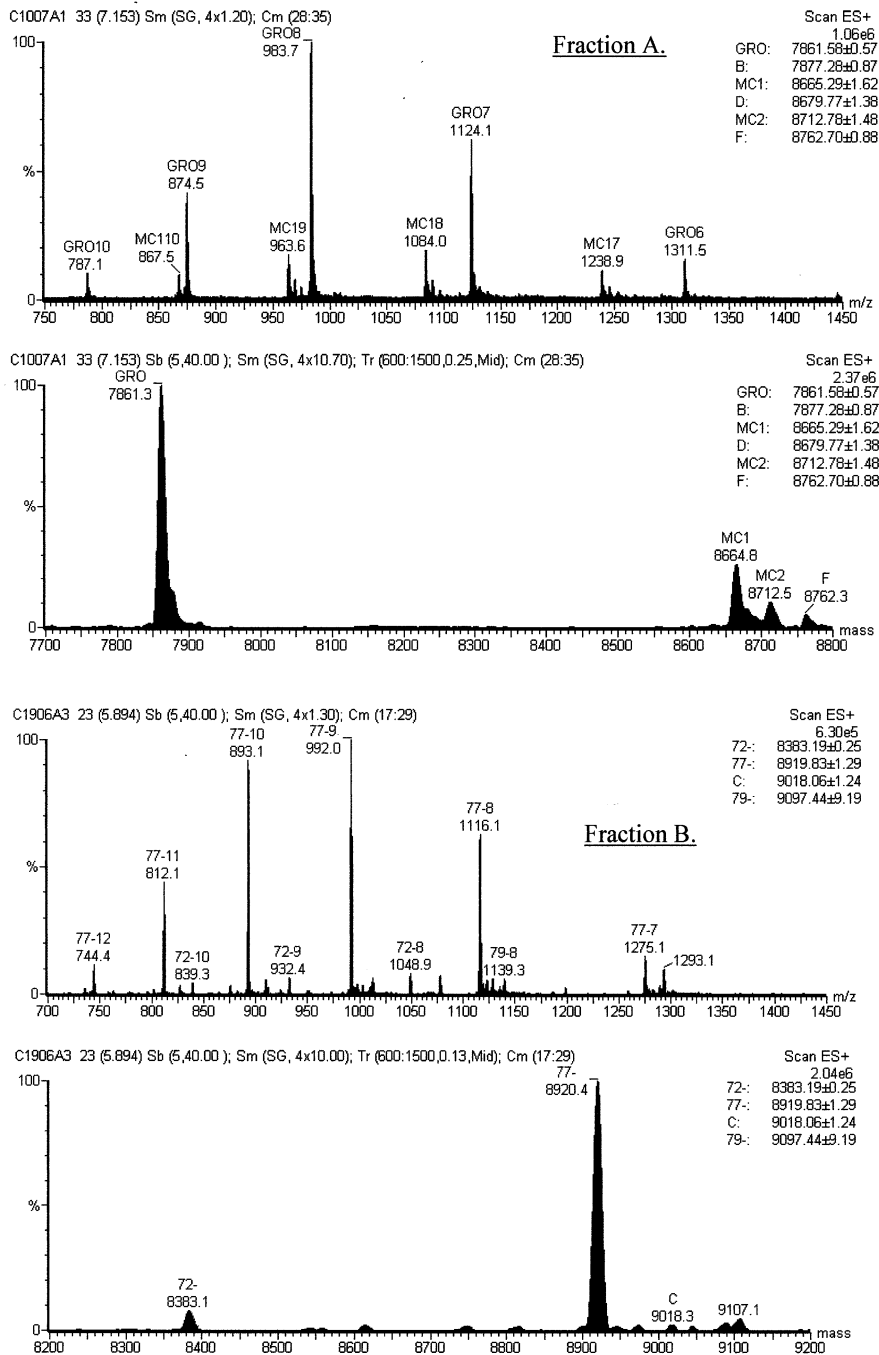 C1007A1 33 (7.153) Sm (SG, 4x1.20); Cm (28:35)
Scan ES+
1.06e6
GRO: 7861.58±0.57
B: 7877.28±0.87
MC1: 8665.29±1.62
D: 8679.77±1.38
MC2: 8712.78±1.48
F: 8762.70±0.88
Fraction A.
100
%
0
GRO10
787.1
MC110
867.5
GRO9
874.5
MC19
963.6
GRO8
983.7
MC18
1084.0
GRO7
1124.1
MC17
1238.9
GRO6
1311.5
750 800 850 900 950 1000 1050 1100 1150 1200 1250 1300 1350 1400 1450 m/z
C1007A1 33 (7.153) Sb (5,40.00 ); Sm (SG, 4x10.70); Tr (600:1500,0.25,Mid); Cm (28:35)
Scan ES+
2.37e6
GRO: 7861.58±0.57
B: 7877.28±0.87
MC1: 8665.29±1.62
D: 8679.77±1.38
MC2: 8712.78±1.48
F: 8762.70±0.88
100
%
0
GRO
7861.3
MC1
8664.8
MC2
8712.5
F
8762.3
7700 7800 7900 8000 8100 8200 8300 8400 8500 8600 8700 8800 mass
C1906A3 23 (5.894) Sb (5,40.00 ); Sm (SG, 4x1.30); Cm (17:29)
Scan ES+
6.30e5
72-: 8383.19±0.25
77-: 8919.83±1.29
C: 9018.06±1.24
79-: 9097.44±9.19
Fraction B.
100
%
0
77-12
744.4
77-11
812.1
72-10
839.3
77-10
893.1
72-9
932.4
77-9
992.0
72-8
1048.9
77-8
1116.1
79-8
1139.3
77-7
1275.1
1293.1
700 750 800 850 900 950 1000 1050 1100 1150 1200 1250 1300 1350 1400 1450 m/z
C1906A3 23 (5.894) Sb (5,40.00 ); Sm (SG, 4x10.00); Tr (600:1500,0.13,Mid); Cm (17:29)
Scan ES+
2.04e6
72-: 8383.19±0.25
77-: 8919.83±1.29
C: 9018.06±1.24
79-: 9097.44±9.19
100
%
0
72-
8383.1
77-
8920.4
C
9018.3
9107.1
8200 8300 8400 8500 8600 8700 8800 8900 9000 9100 9200 mass